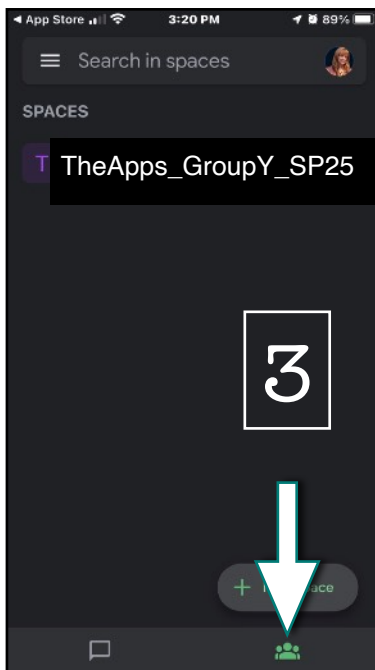 App Store 3:20 PM 89%
Search in spaces
SPACES
T TheApps_GroupY_SP25
3
+ ace